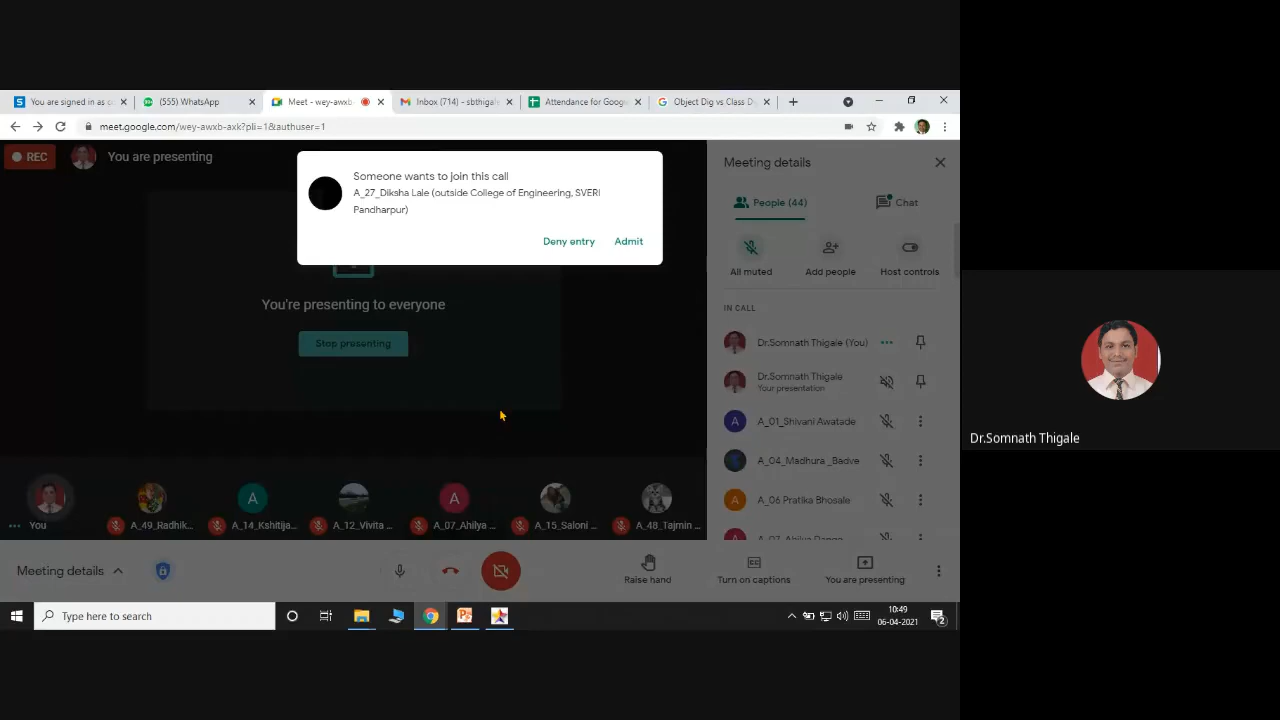 You are signed in as c
(555) WhatsApp
Meet - wey-awxb-
Inbox (714) - sbthigale
Attendance for Google
Object Dig vs Class D
meet.google.com/wey-awxb-axk?pli=1&authuser=1
REC
You are presenting
Someone wants to join this call
A_27_Diksha Lale (outside College of Engineering, SVERI
Pandharpur)
Deny entry
Admit
You're presenting to everyone
Stop presenting
Meeting details
People (44)
Chat
All muted
Add people
Host controls
IN CALL
Dr.Somnath Thigale (You)
Dr.Somnath Thigale
Your presentation
A
A_01_Shivani Awatade
A_04_Madhura _Badve
A
A_06 Pratika Bhosale
A_07_Ahilya Dange
A
A
You
A_49_Radhik...
A_14_Kshitija...
A_12_Vivita ...
A_07_Ahilya ...
A_15_Saloni ...
A_48_Tajmin ...
Meeting details
Raise hand
Turn on captions
You are presenting
Type here to search
10:49
06-04-2021
2
Dr.Somnath Thigale